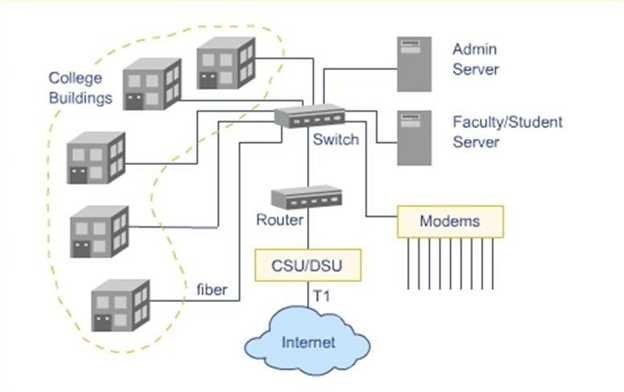 College
Buildings
Admin
Server
Faculty/Student
Server
Switch
Router
Modems
CSU/DSU
fiber
T1
Internet